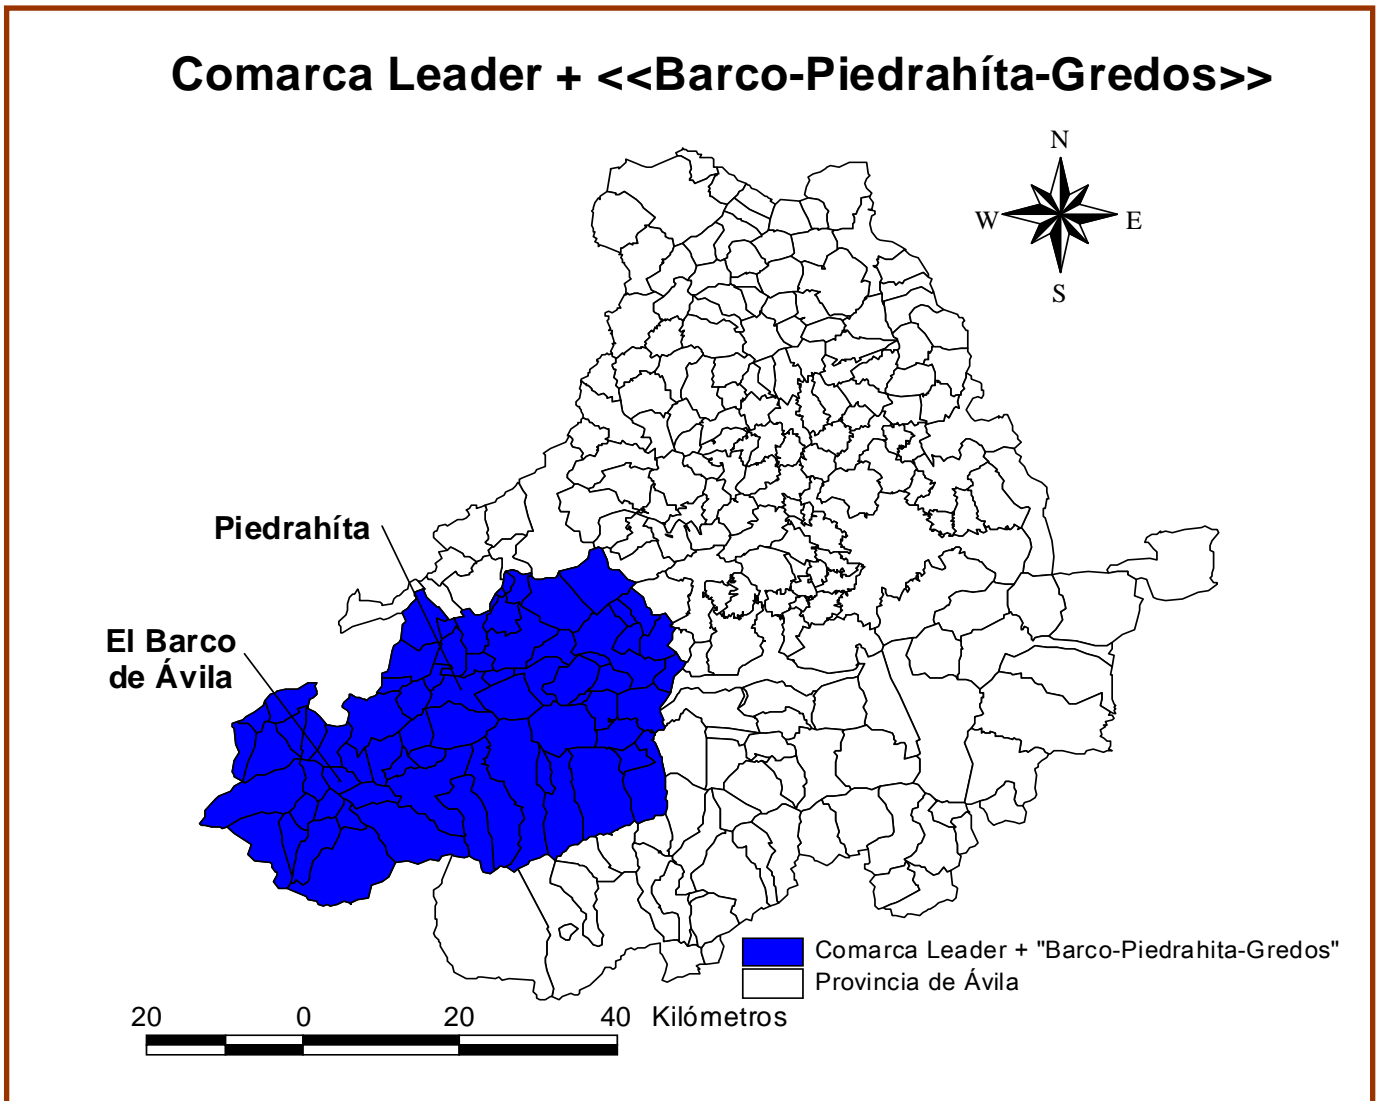 Comarca Leader + <<Barco-Piedrahíta-Gredos>>
N
W
E
S
Piedrahíta
El Barco
de Ávila
Comarca Leader + "Barco-Piedrahita-Gredos"
Provincia de Ávila
20 0 20 40 Kilómetros